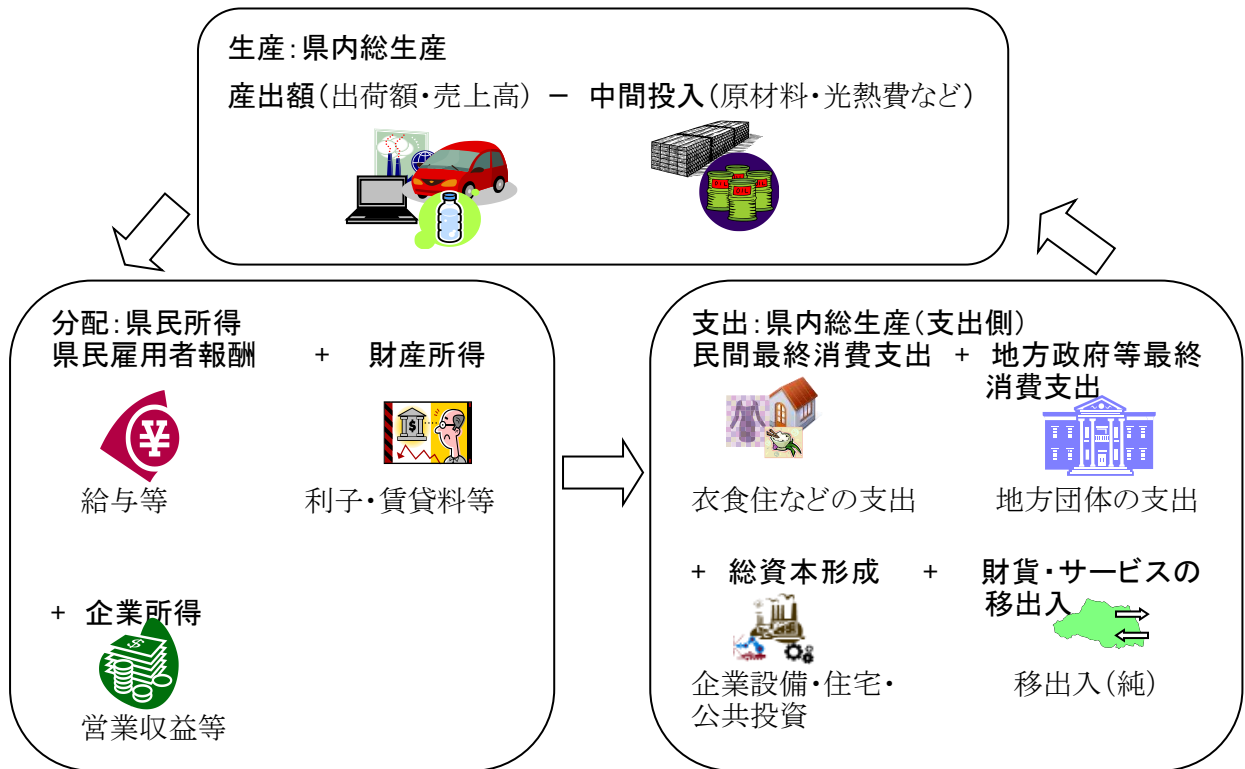 生産：県内総生産
産出額（出荷額・売上高） － 中間投入（原材料・光熱費など）
OIL OIL
OIL
分配：県民所得
県民雇用者報酬 + 財産所得
給与等 利子・賃貸料等
+ 企業所得
営業収益等
支出：県内総生産（支出側）
民間最終消費支出 + 地方政府等最終
消費支出
衣食住などの支出 地方団体の支出
+ 総資本形成 + 財貨・サービスの
移出入
企業設備・住宅・ 移出入（純）
公共投資